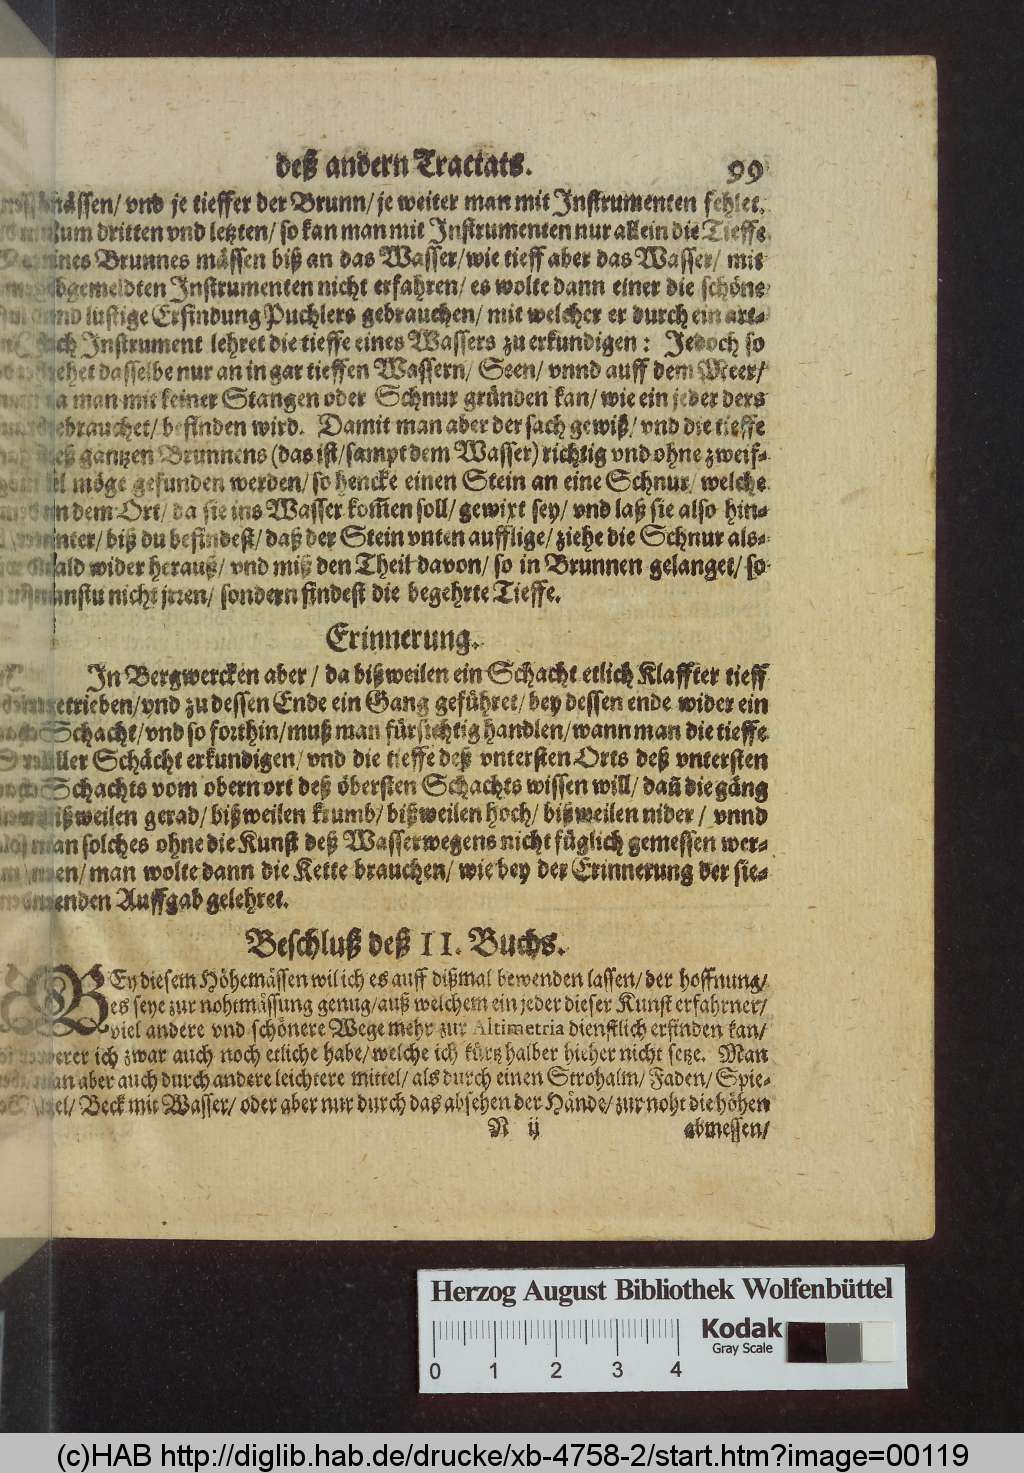 deß andern Tractats. 99
mässen/ vnd je tieffer der Brunn/ je weiter man mit Instrumenten fehlet.
zum dritten vnd letzten/ so kan man mit Instrumenten nur allein die Tieffe
eines Brunnes mässen biß an das Wasser/ wie tieff aber das Wasser/ mit
obgemeldten Instrumenten nicht erfahren/ es wolte dann einer die schöne
vnd lustige Erfindung Puchlers gebrauchen/ mit welcher er durch ein art-
lich Instrument lehret die tieffe eines Wassers zu erkundigen: Jedoch so
gehet dasselbe nur an in gar tieffen Wassern/ Seen/ vnnd auff dem Meer/
da man mit keiner Stangen oder Schnur gründen kan/ wie ein jeder ders
gebrauchet/ befinden wird. Damit man aber der sach gewiß/ vnd die tieffe
deß gantzen Brunnens (das ist/ sampt dem Wasser) richtig vnd ohne zweif-
fel möge gefunden werden/ so hencke einen Stein an eine Schnur/ welche
an dem Ort/ da sie ins Wasser kom̃en soll/ gewixt sey/ vnd laß sie also hin-
vnter/ biß du befindest/ daß der Stein vnten aufflige/ ziehe die Schnur als-
bald wider herauß/ vnd miß den Theil davon/ so in Brunnen gelanget/ so
kanstu nicht jrren/ sondern findest die begehrte Tieffe.
Erinnerung.
In Bergwercken aber/ da bißweilen ein Schacht etlich Klaffter tieff
getrieben/ vnd zu dessen Ende ein Gang geführet/ bey dessen ende wider ein
Schacht/ vnd so forthin/ muß man fürsichtig handlen/ wann man die tieffe
aller Schächt erkundigen/ vnd die tieffe deß vntersten Orts deß vntersten
Schachts vom obern ort deß öbersten Schachts wissen will/ dañ die gäng
bißweilen gerad/ bißweilen krumb/ bißweilen hoch/ bißweilen nider/ vnnd
man solches ohne die Kunst deß Wasserwegens nicht füglich gemessen wer-
den/ man wolte dann die Kette brauchen/ wie bey der Erinnerung der sie-
benden Auffgab gelehret.
Beschluß deß II. Buchs.
BEy diesem Höhemässen wil ich es auff dißmal bewenden lassen/ der hoffnung/
es seye zur nohtmässung genug/ auß welchem ein jeder dieser Kunst erfahrner/
viel andere vnd schönere Wege mehr zur Altimetria dienstlich erfinden kan/
derer ich zwar auch noch etliche habe/ welche ich kürtz halber hieher nicht setze. Man
kan aber auch durch andere leichtere mittel/ als durch einen Strohalm/ Faden/ Spie-
gel/ Beck mit Wasser/ oder aber nur durch das absehen der Hände/ zur noht die höhen
N ij abmessen/
Herzog August Bibliothek Wolfenbüttel
Kodak
Gray Scale
0 1 2 3 4
(c)HAB http://diglib.hab.de/drucke/xb-4758-2/start.htm?image=00119